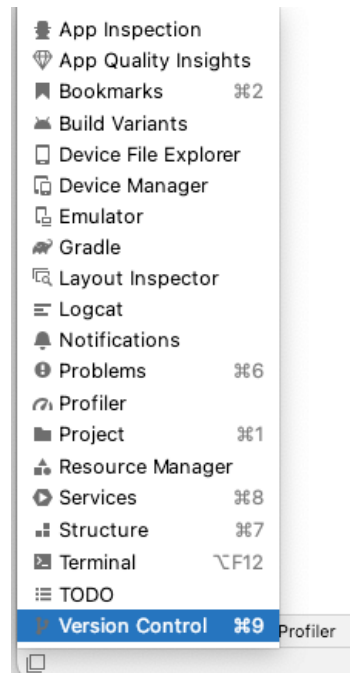 App Inspection
App Quality Insights
Bookmarks ⌘2
Build Variants
Device File Explorer
Device Manager
Emulator
Gradle
Layout Inspector
Logcat
Notifications
Problems ⌘6
Profiler
Project ⌘1
Resource Manager
Services ⌘8
Structure ⌘7
Terminal ⌥F12
TODO
Version Control ⌘9 Profiler